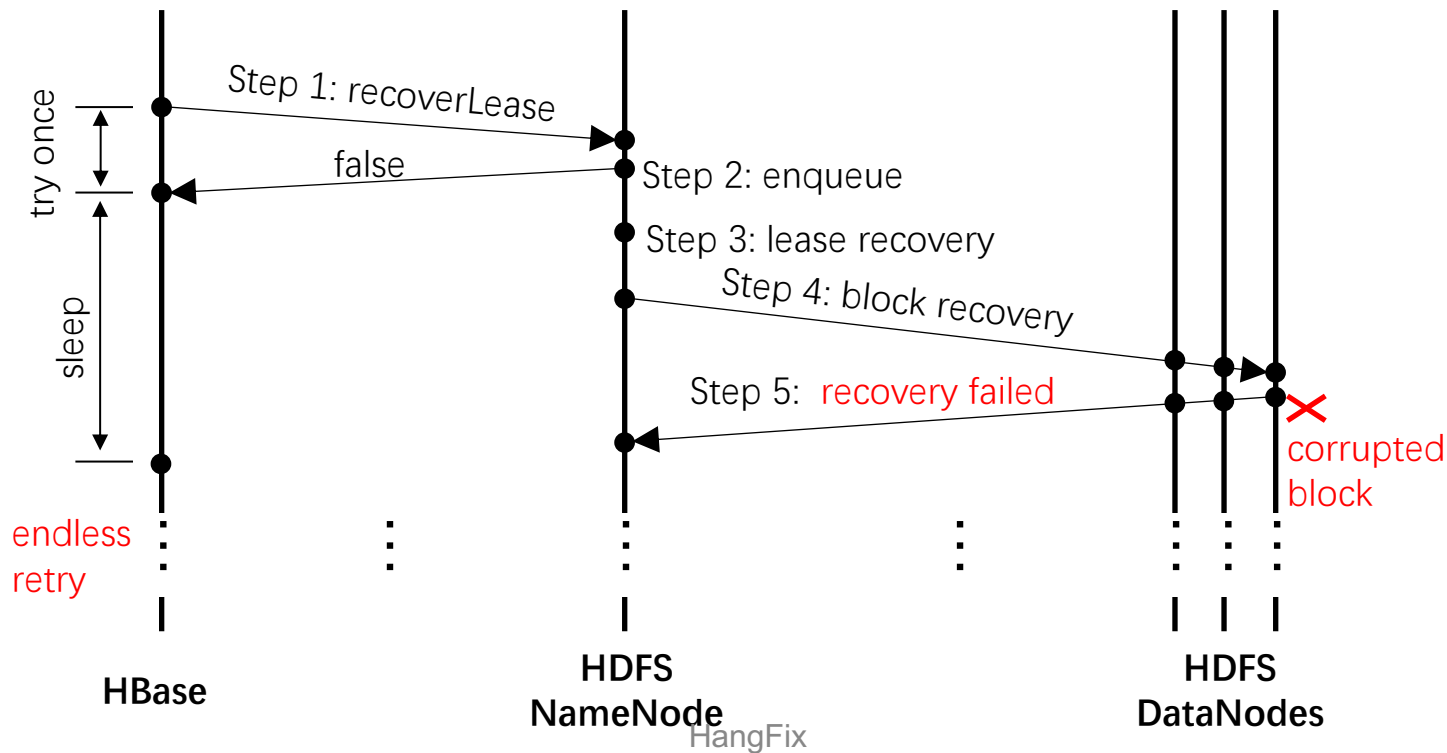 Step 1: recoverLease
try once
false
Step 2: enqueue
Step 3: lease recovery
sleep
Step 4: block recovery
Step 5: recovery failed
corrupted
block
endless
retry
HBase
HDFS
NameNode
HDFS
DataNodes
HangFix